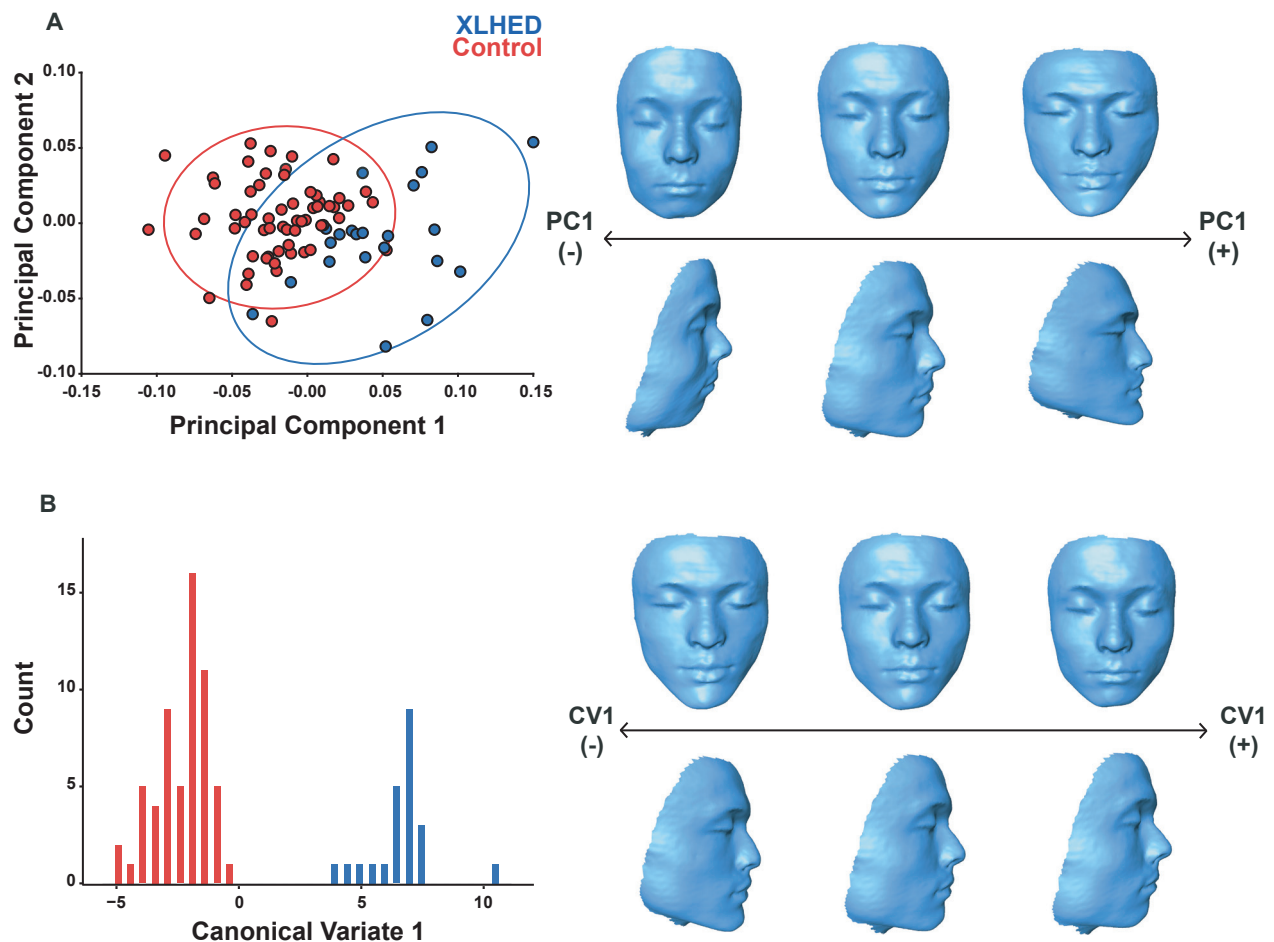 A
XLHED
Control
Principal Component 2
0.10
0.05
0.00
-0.05
-0.10
-0.15 -0.10 -0.05 -0.00 0.05 0.10 0.15
Principal Component 1
PC1
(-)
PC1
(+)
B
Count
15
10
5
0
−5 0 5 10
Canonical Variate 1
CV1
(-)
CV1
(+)